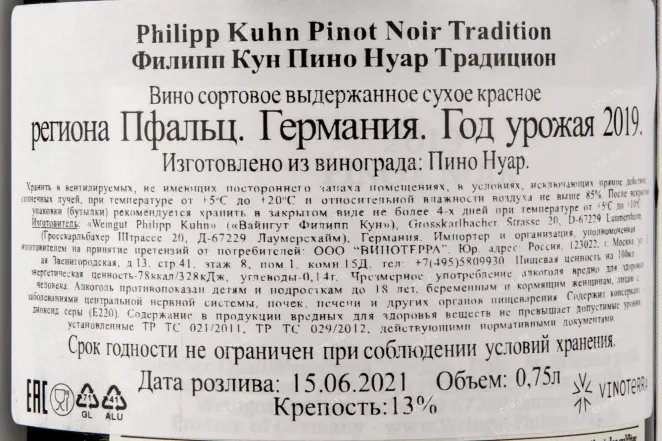 Philipp Kuhn Pinot Noir Tradition
Филипп Кун Пино Нуар Традицион
Вино сортовое выдержанное сухое красное
региона Пфальц. Германия. Год урожая 2019.
Изготовлено из винограда: Пино Нуар.
Хранить в вентилируемых, не имеющих постороннего запаха помещениях, в условиях, исключающих прямое действие
солнечных лучей, при температуре от +5°С до +20°С и относительной влажности воздуха не выше 85%. После вскрытия
упаковки (бутылки) рекомендуется хранить в закрытом виде не более 4-х дней при температуре от +5°С до +10°С
Изготовитель: «Weingut Philipp Kuhn» («Вайнгут Филипп Кун»), Grosskarlbacher Strasse 20, D-67229 Laumersheim,
(Гросскарльбахер Штрассе 20, Д-67229 Лаумерсхайм), Германия. Импортер и организация, уполномоченная
изготовителем на принятие претензий от потребителей: ООО "ВИНОТЕРРА". Юр. адрес: Россия, 123022, г. Москва, ул. 2-
ая Звенигородская, д.13, стр.41, этаж 8, пом.1, комн 15Д, тел: +7(495)5809930 Пищевая ценность на 100мл
энергетическая ценность-78ккал/328кДж, углеводы-0,14г. Чрезмерное употребление алкоголя вредно для здоровья
человека. Алкоголь противопоказан детям и подросткам до 18 лет, беременным и кормящим женщинам, лицам с
заболеваниями центральной нервной системы, почек, печени и других органов пищеварения Содержит консервант
диоксид серы (Е220). Содержание в продукции вредных для здоровья веществ не превышает допустимые уровни,
установленные ТР ТС 021/2011, ТР ТС 029/2012, действующими нормативными документами.
Срок годности не ограничен при соблюдении условий хранения.
Дата розлива: 15.06.2021 Объем: 0,75л
EAC GL ALU VINOTERRA
Крепость:13%